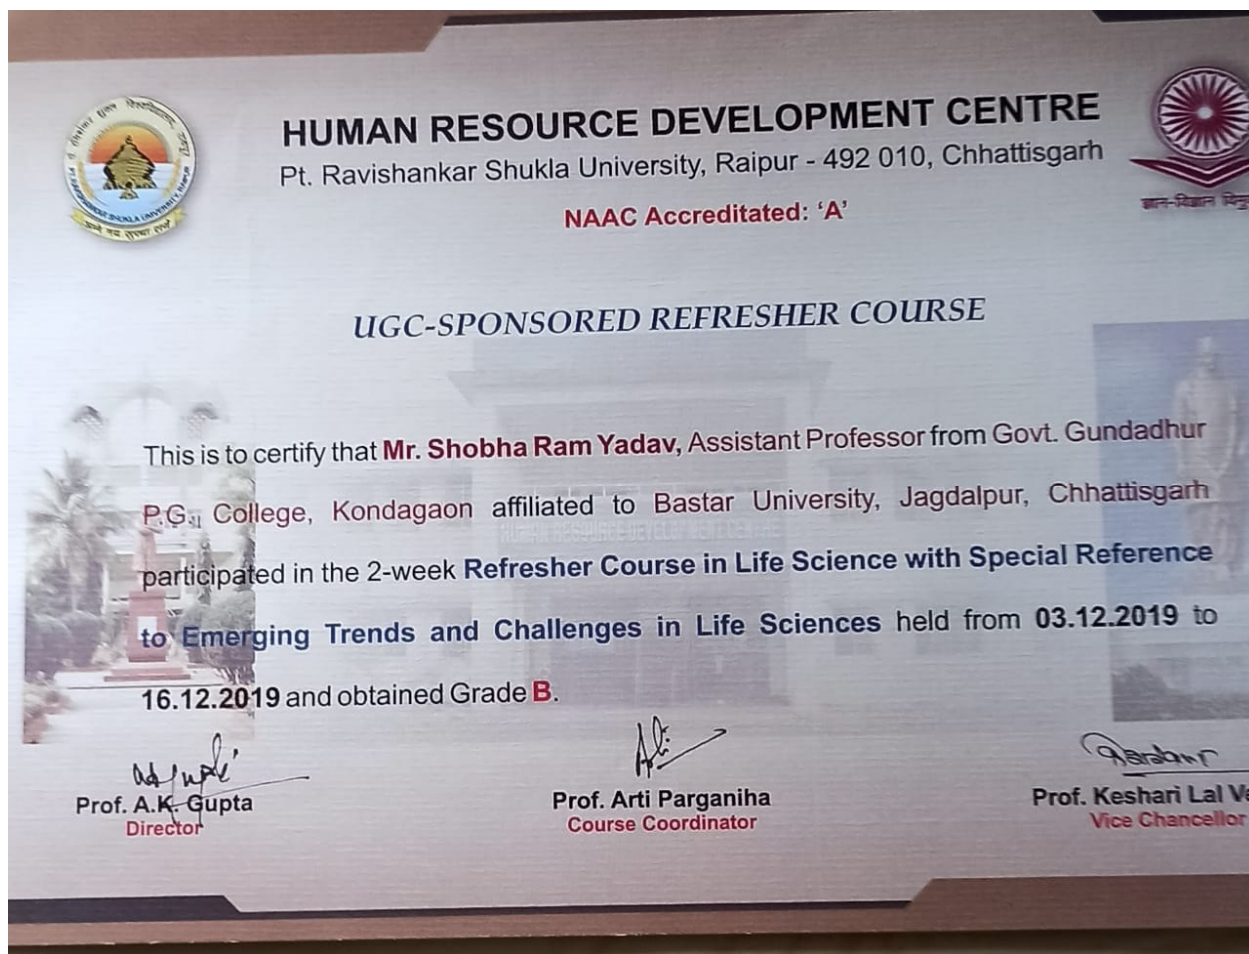 HUMAN RESOURCE DEVELOPMENT CENTRE
Pt. Ravishankar Shukla University, Raipur - 492 010, Chhattisgarh
NAAC Accreditated: ‘A’
ज्ञान-विज्ञान
UGC-SPONSORED REFRESHER COURSE
This is to certify that Mr. Shobha Ram Yadav, Assistant Professor from Govt. Gundadhur
P.G. College, Kondagaon affiliated to Bastar University, Jagdalpur, Chhattisgarh
participated in the 2-week Refresher Course in Life Science with Special Reference
to Emerging Trends and Challenges in Life Sciences held from 03.12.2019 to
16.12.2019 and obtained Grade B.
Prof. A.K. Gupta
Director
Prof. Arti Parganiha
Course Coordinator
Prof. Keshari Lal
Vice Chancellor